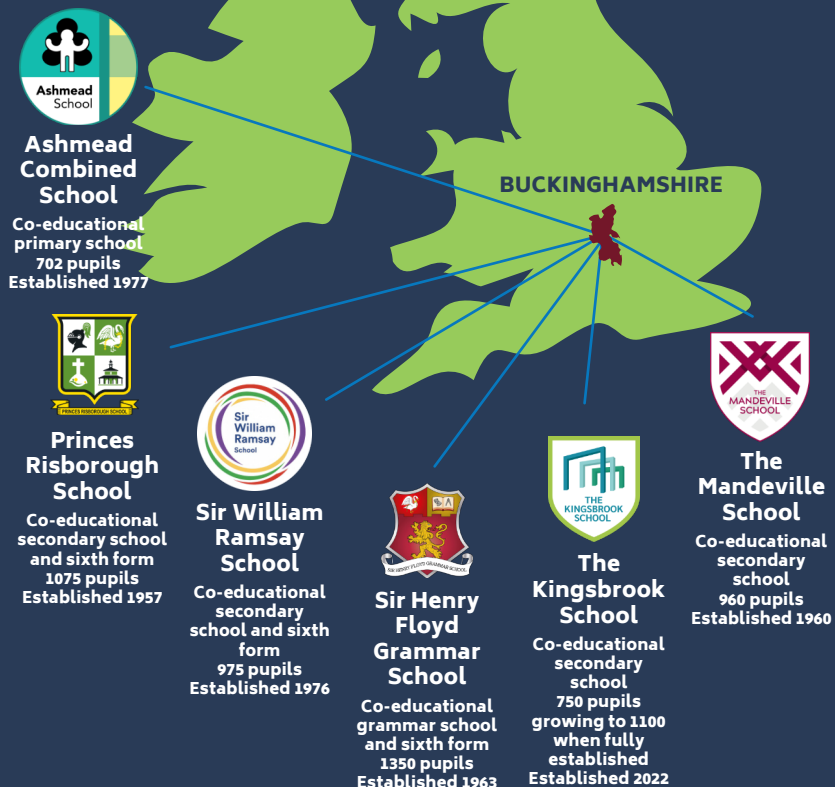 Ashmead
School
Ashmead
Combined
School
Co-educational
primary school
702 pupils
Established 1977
BUCKINGHAMSHIRE
PRINCES RISBOROUGH SCHOOL
Princes
Risborough
School
Co-educational
secondary school
and sixth form
1075 pupils
Established 1957
Sir
William
Ramsay
School
Sir William
Ramsay
School
Co-educational
secondary
school and sixth
form
975 pupils
Established 1976
SIR HENRY FLOYD GRAMMAR SCHOOL
Sir Henry
Floyd
Grammar
School
Co-educational
grammar school
and sixth form
1350 pupils
Established 1963
THE
KINGSBROOK
SCHOOL
The
Kingsbrook
School
Co-educational
secondary
school
750 pupils
growing to 1100
when fully
established
Established 2022
THE
MANDEVILLE
SCHOOL
The
Mandeville
School
Co-educational
secondary
school
960 pupils
Established 1960